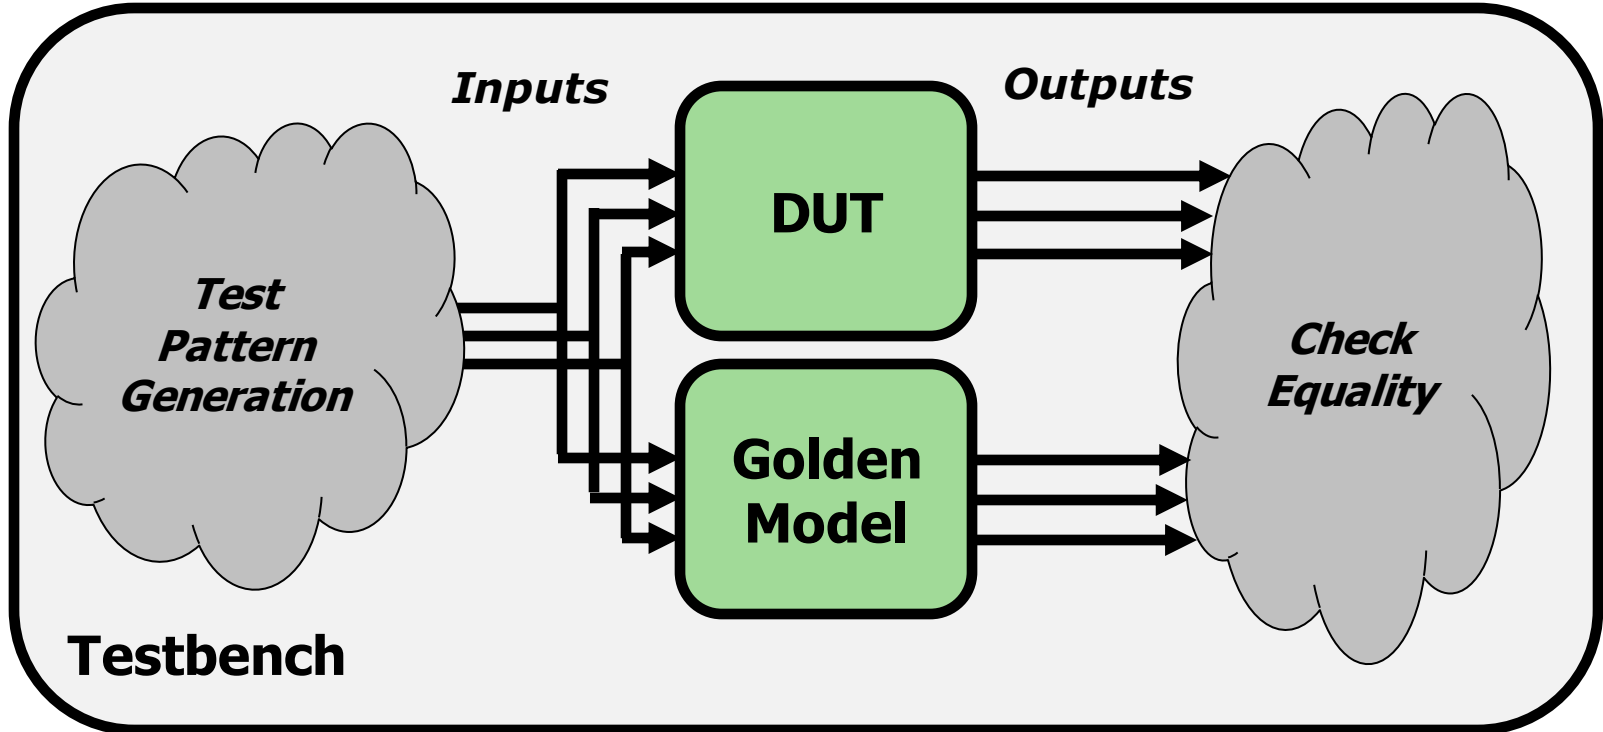 Inputs
Outputs
DUT
Test
Pattern
Generation
Check
Equality
Golden
Model
Testbench